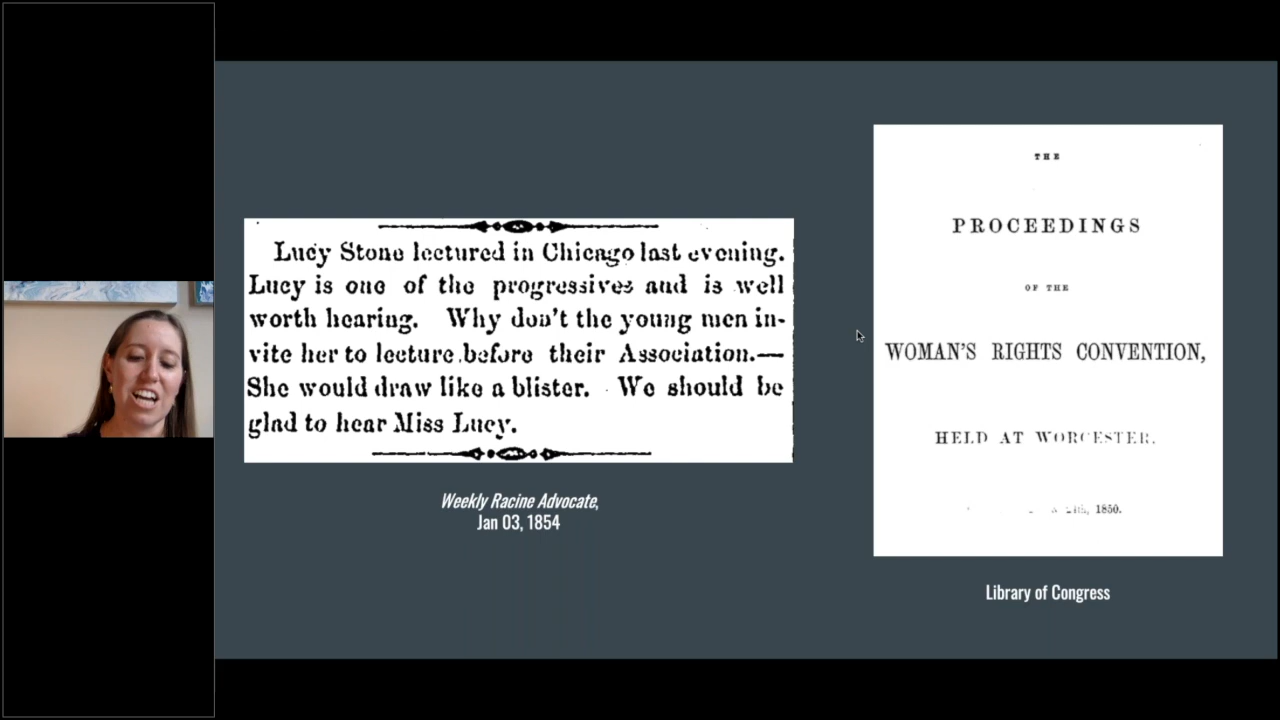 Lucy Stone lectured in Chicago last evening.
Lucy is one of the progressives and is well
worth hearing. Why don't the young men in-
vite her to lecture before their Association.—
She would draw like a blister. We should be
glad to hear Miss Lucy.
Weekly Racine Advocate,
Jan 03, 1854
THE
PROCEEDINGS
OF THE
WOMAN'S RIGHTS CONVENTION,
HELD AT WORCESTER,
1850.
Library of Congress